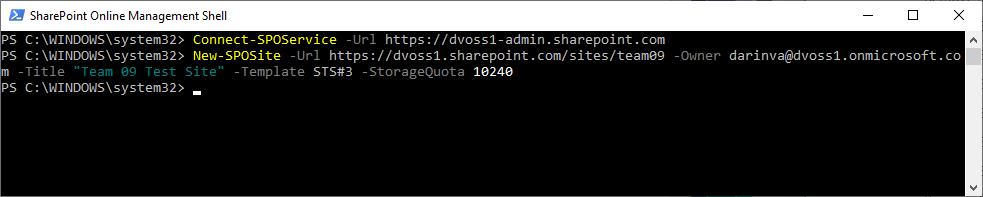 SharePoint Online Management Shell
PS C:\WINDOWS\system32> Connect-SPOService -Url https://dvoss1-admin.sharepoint.com
PS C:\WINDOWS\system32> New-SPOSite -Url https://dvoss1.sharepoint.com/sites/team09 -Owner darinva@dvoss1.onmicrosoft.co
m -Title "Team 09 Test Site" -Template STS#3 -StorageQuota 10240
PS C:\WINDOWS\system32>